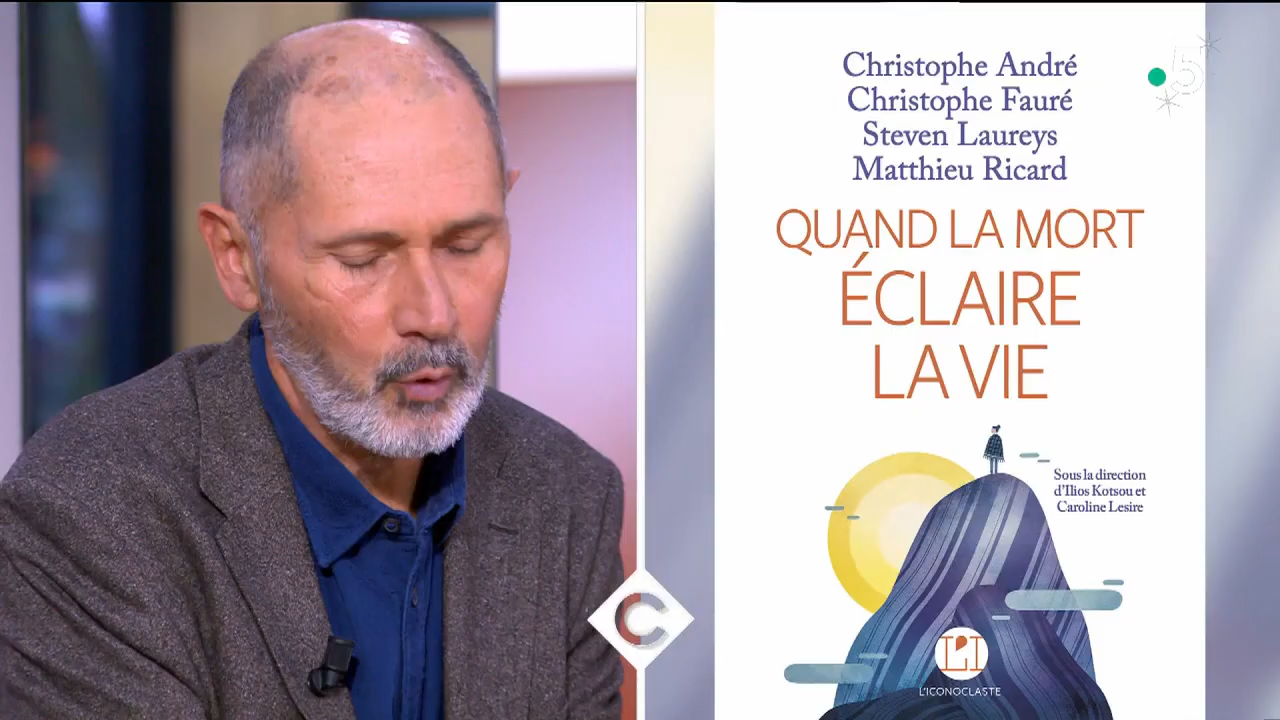 Christophe André
Christophe Fauré
Steven Laureys
Matthieu Ricard
QUAND LA MORT
ÉCLAIRE
LA VIE
Sous la direction
d'Ilios Kotsou et
Caroline Lesire
LI
L'ICONOCLASTE
5
C